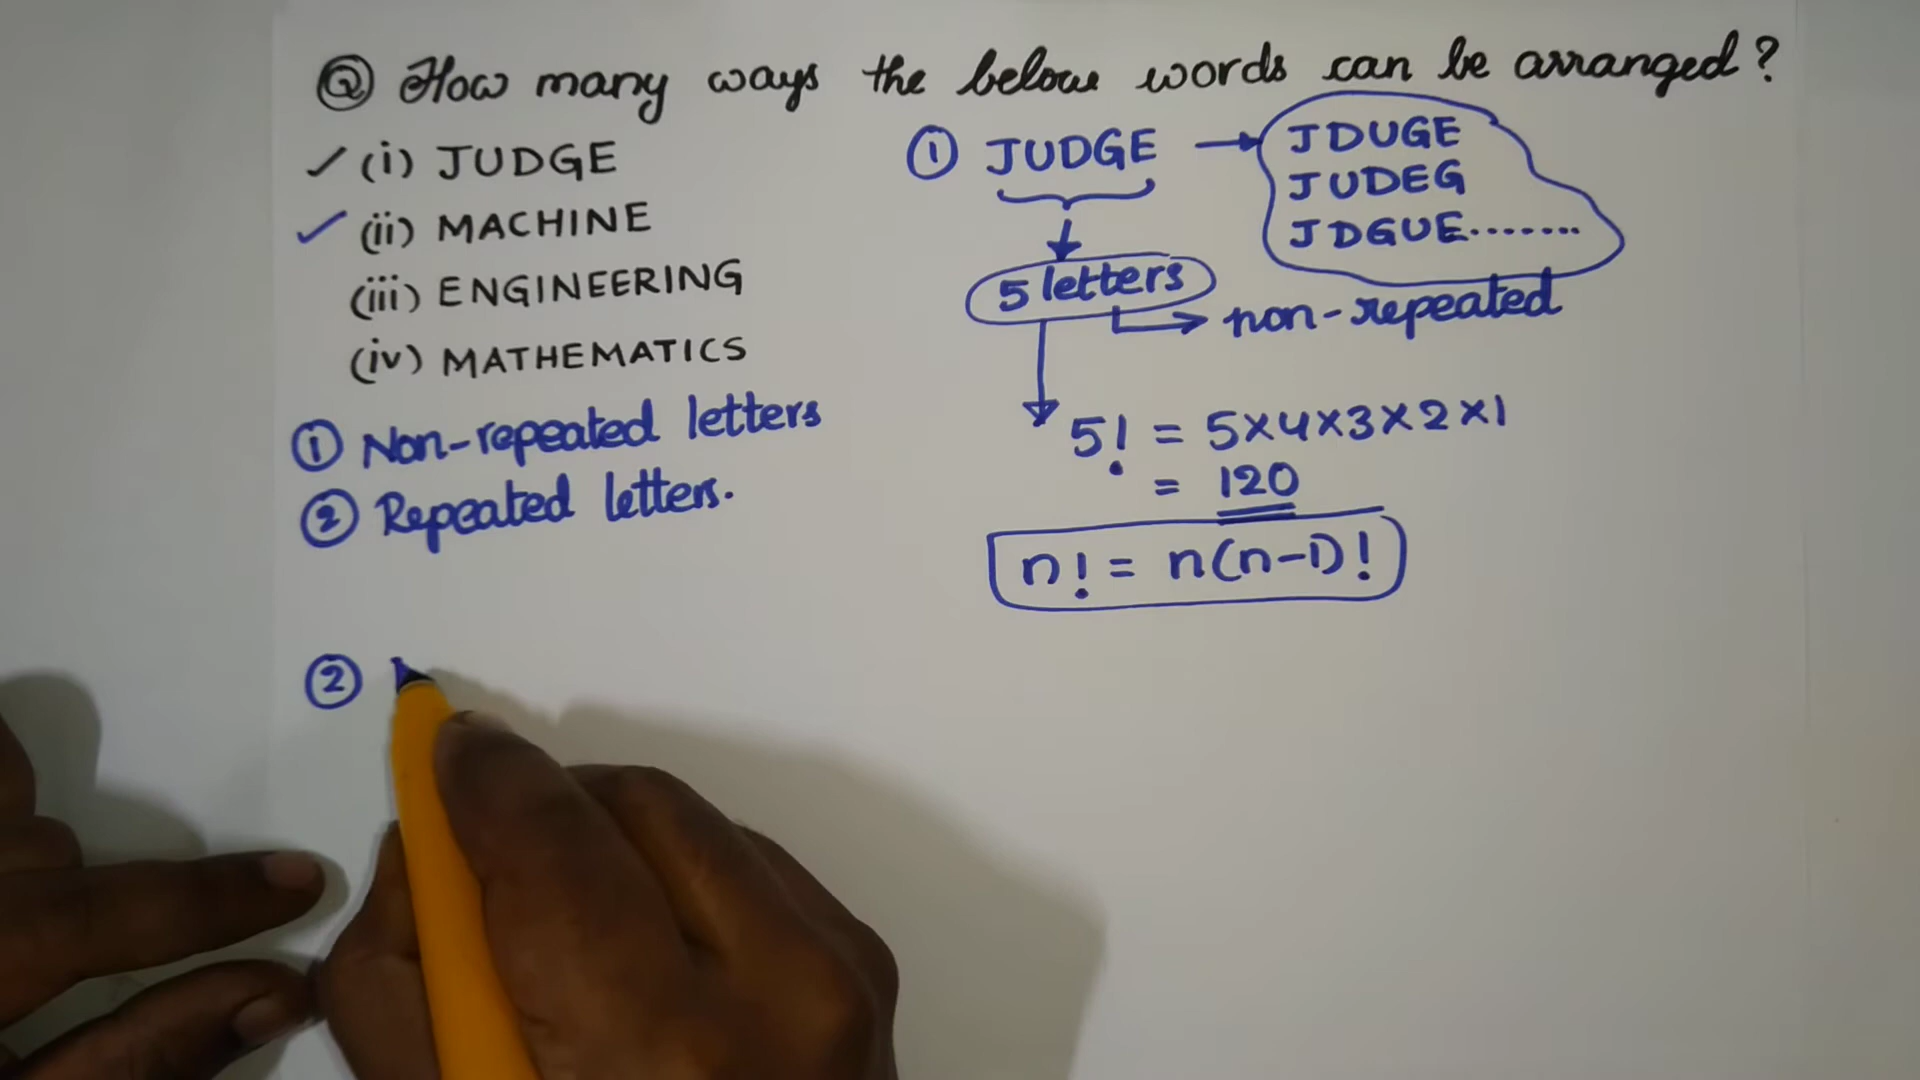 Q How many ways the below words can be arranged?
(i) JUDGE
(ii) MACHINE
(iii) ENGINEERING
(iv) MATHEMATICS
1 Non-repeated letters
2 Repeated letters.
1 JUDGE → JDUGE
JUDEG
JDGUE........
5 letters
non-repeated
5! = 5×4×3×2×1
= 120
n! = n(n-1)!
2